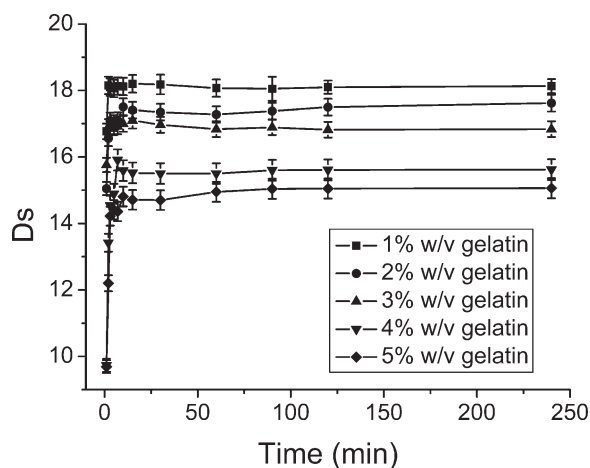 20
18
16
14
12
10
Ds
1% w/v gelatin
2% w/v gelatin
3% w/v gelatin
4% w/v gelatin
5% w/v gelatin
0 50 100 150 200 250
Time (min)